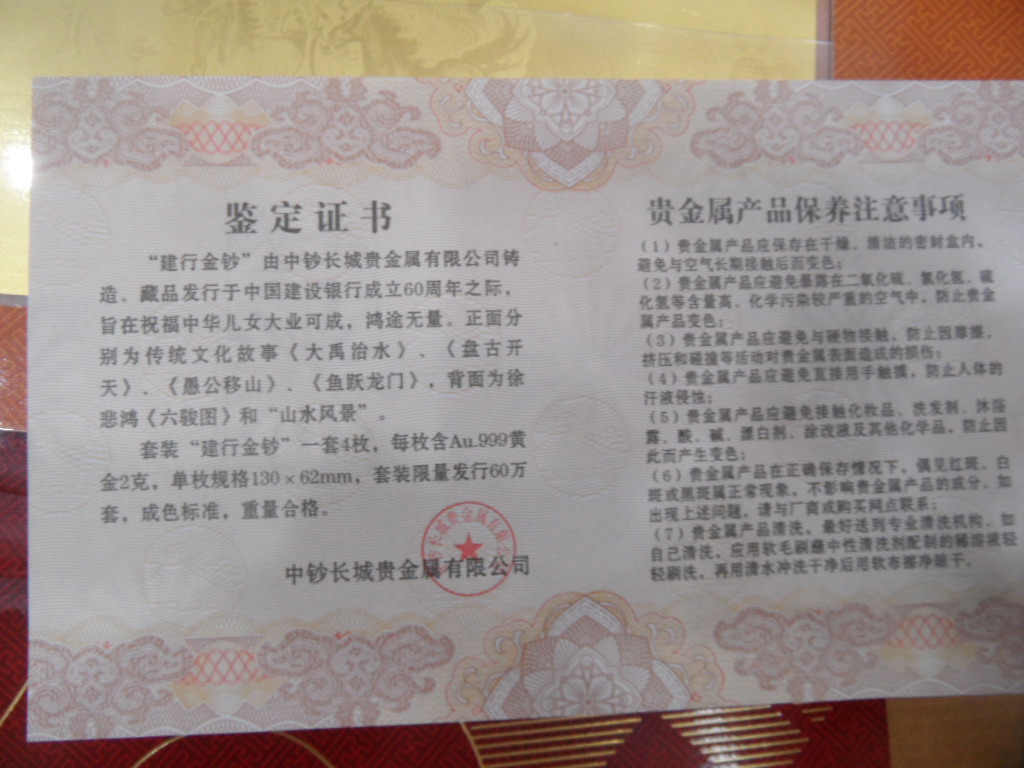 鉴定证书
“建行金钞”由中钞长城贵金属有限公司铸
造、藏品发行于中国建设银行成立60周年之际，
旨在祝福中华儿女大业可成，鸿途无量。正面分
别为传统文化故事《大禹治水》、《盘古开
天》、《愚公移山》、《鱼跃龙门》，背面为徐
悲鸿《六骏图》和“山水风景”。
套装“建行金钞”一套4枚，每枚含Au.999黄
金2克，单枚规格130×62mm，套装限量发行60万
套，成色标准，重量合格。
中钞长城贵金属有限公司
贵金属产品保养注意事项
（1）贵金属产品应保存在干燥、清洁的密封盒内，
避免与空气长期接触后而变色；
（2）贵金属产品应避免暴露在二氧化硫、氯化氢、硫
化氢等含量高、化学污染较严重的空气中，防止贵金
属产品变色；
（3）贵金属产品应避免与硬物接触，防止因摩擦、
挤压和碰撞等活动对贵金属表面造成的损伤；
（4）贵金属产品应避免直接用手触摸，防止人体的
汗液侵蚀；
（5）贵金属产品应避免接触化妆品、洗发剂、沐浴
露、酸、碱、漂白剂、涂改液及其他化学品，防止因
此而产生变色；
（6）贵金属产品在正确保存情况下，偶见红斑、白
斑或黑斑属正常现象，不影响贵金属产品的成分，如
出现上述问题，请与厂商或购买网点联系；
（7）贵金属产品清洗，最好送到专业清洗机构，如
自己清洗，应用软毛刷蘸中性清洗剂配制的稀溶液轻
轻刷洗，再用清水冲洗干净后用软布擦净晾干。